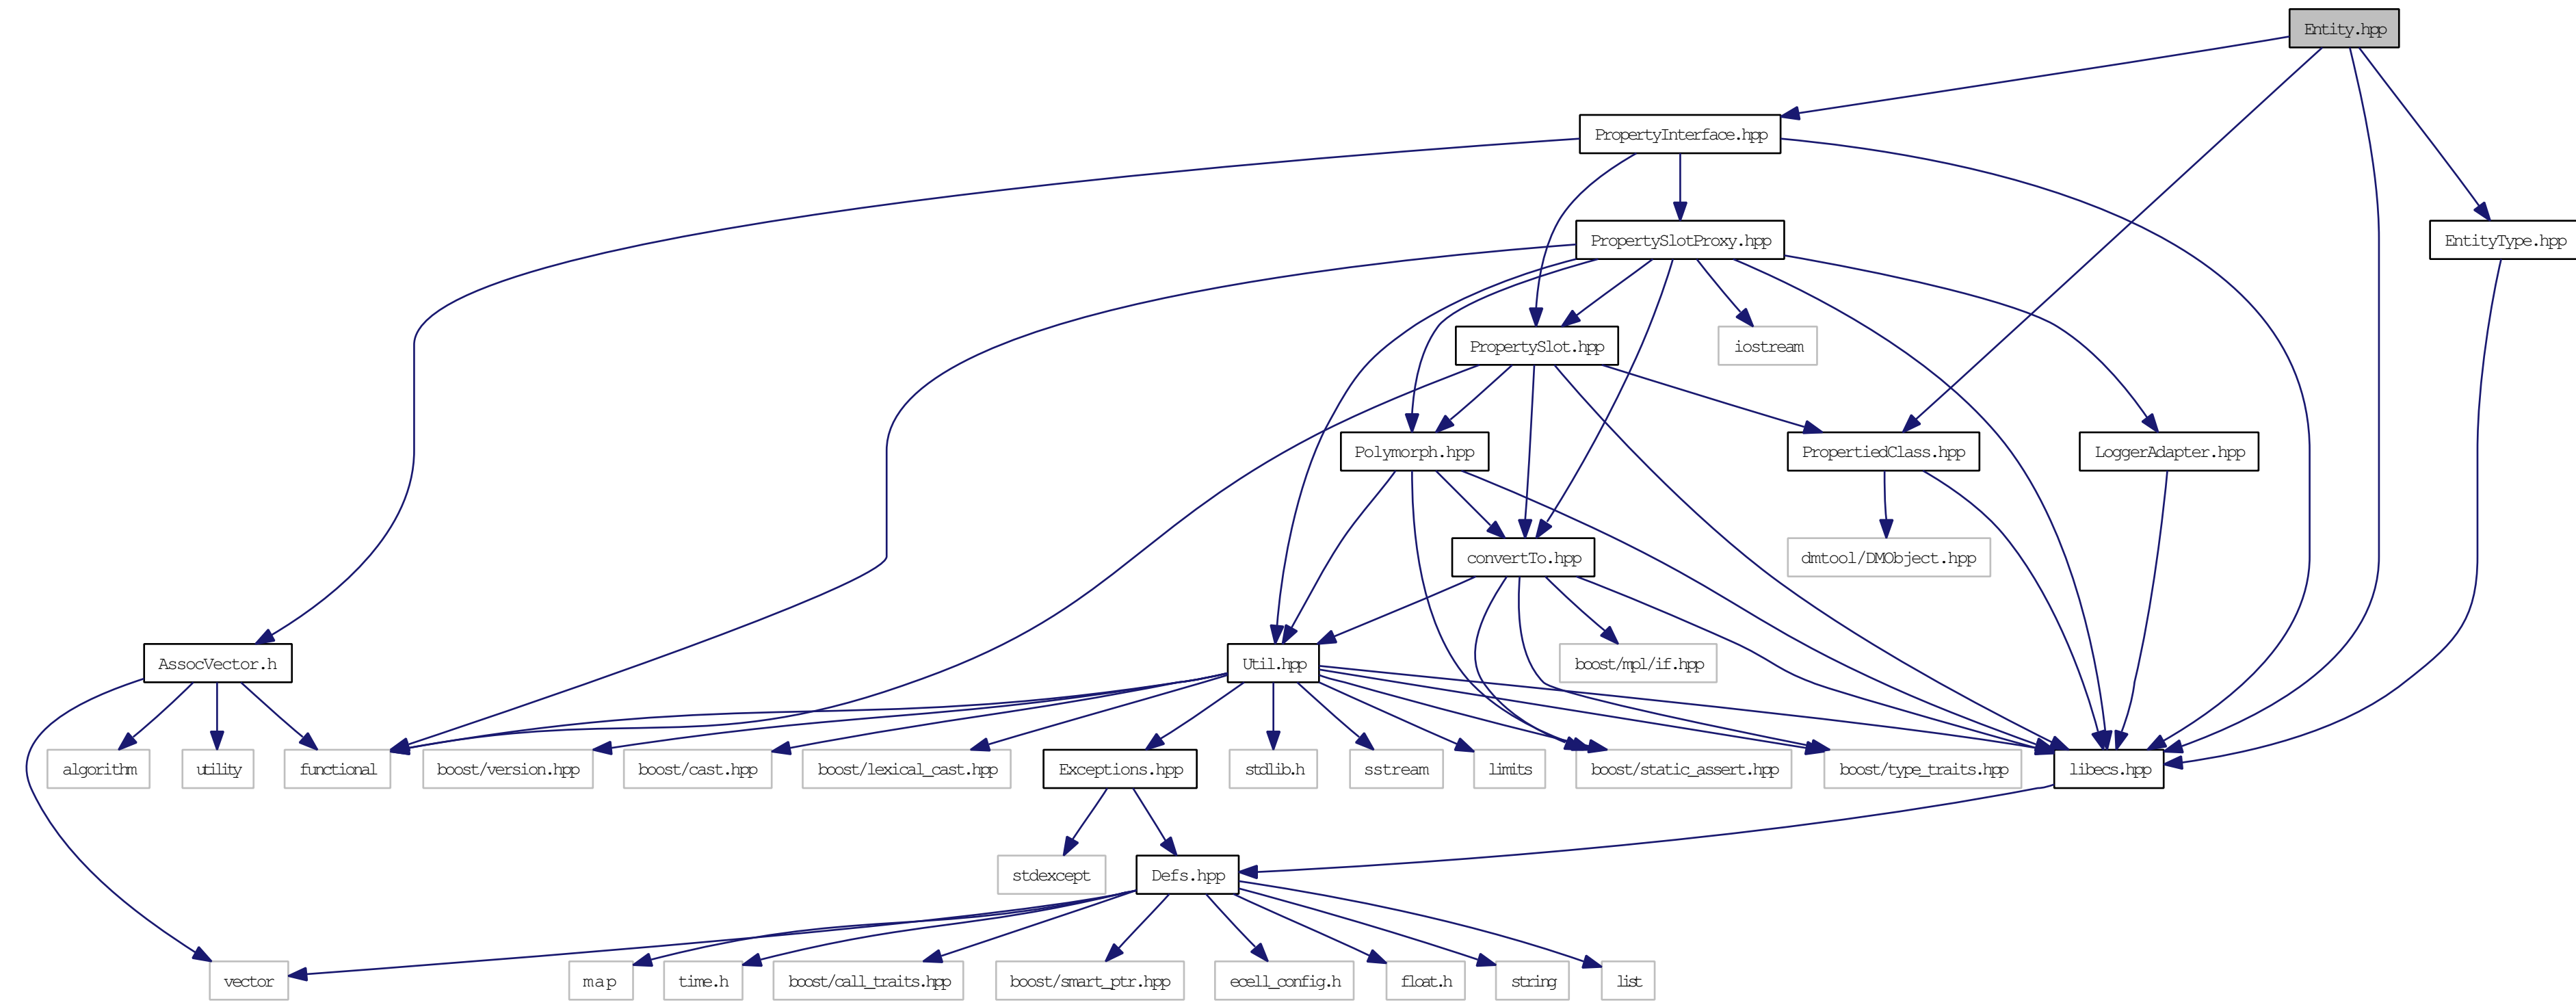 Entity.hpp
PropertyInterface.hpp
PropertySlotProxy.hpp
EntityType.hpp
PropertySlot.hpp
iostream
Polymorph.hpp
PropertiedClass.hpp
LoggerAdapter.hpp
convertTo.hpp
dmtool/DMObject.hpp
AssocVector.h
Util.hpp
boost/mpl/if.hpp
algorithm
utility
functional
boost/version.hpp
boost/cast.hpp
boost/lexical_cast.hpp
Exceptions.hpp
stdlib.h
sstream
limits
boost/static_assert.hpp
boost/type_traits.hpp
libecs.hpp
stdexcept
Defs.hpp
vector
map
time.h
boost/call_traits.hpp
boost/smart_ptr.hpp
ecell_config.h
float.h
string
list